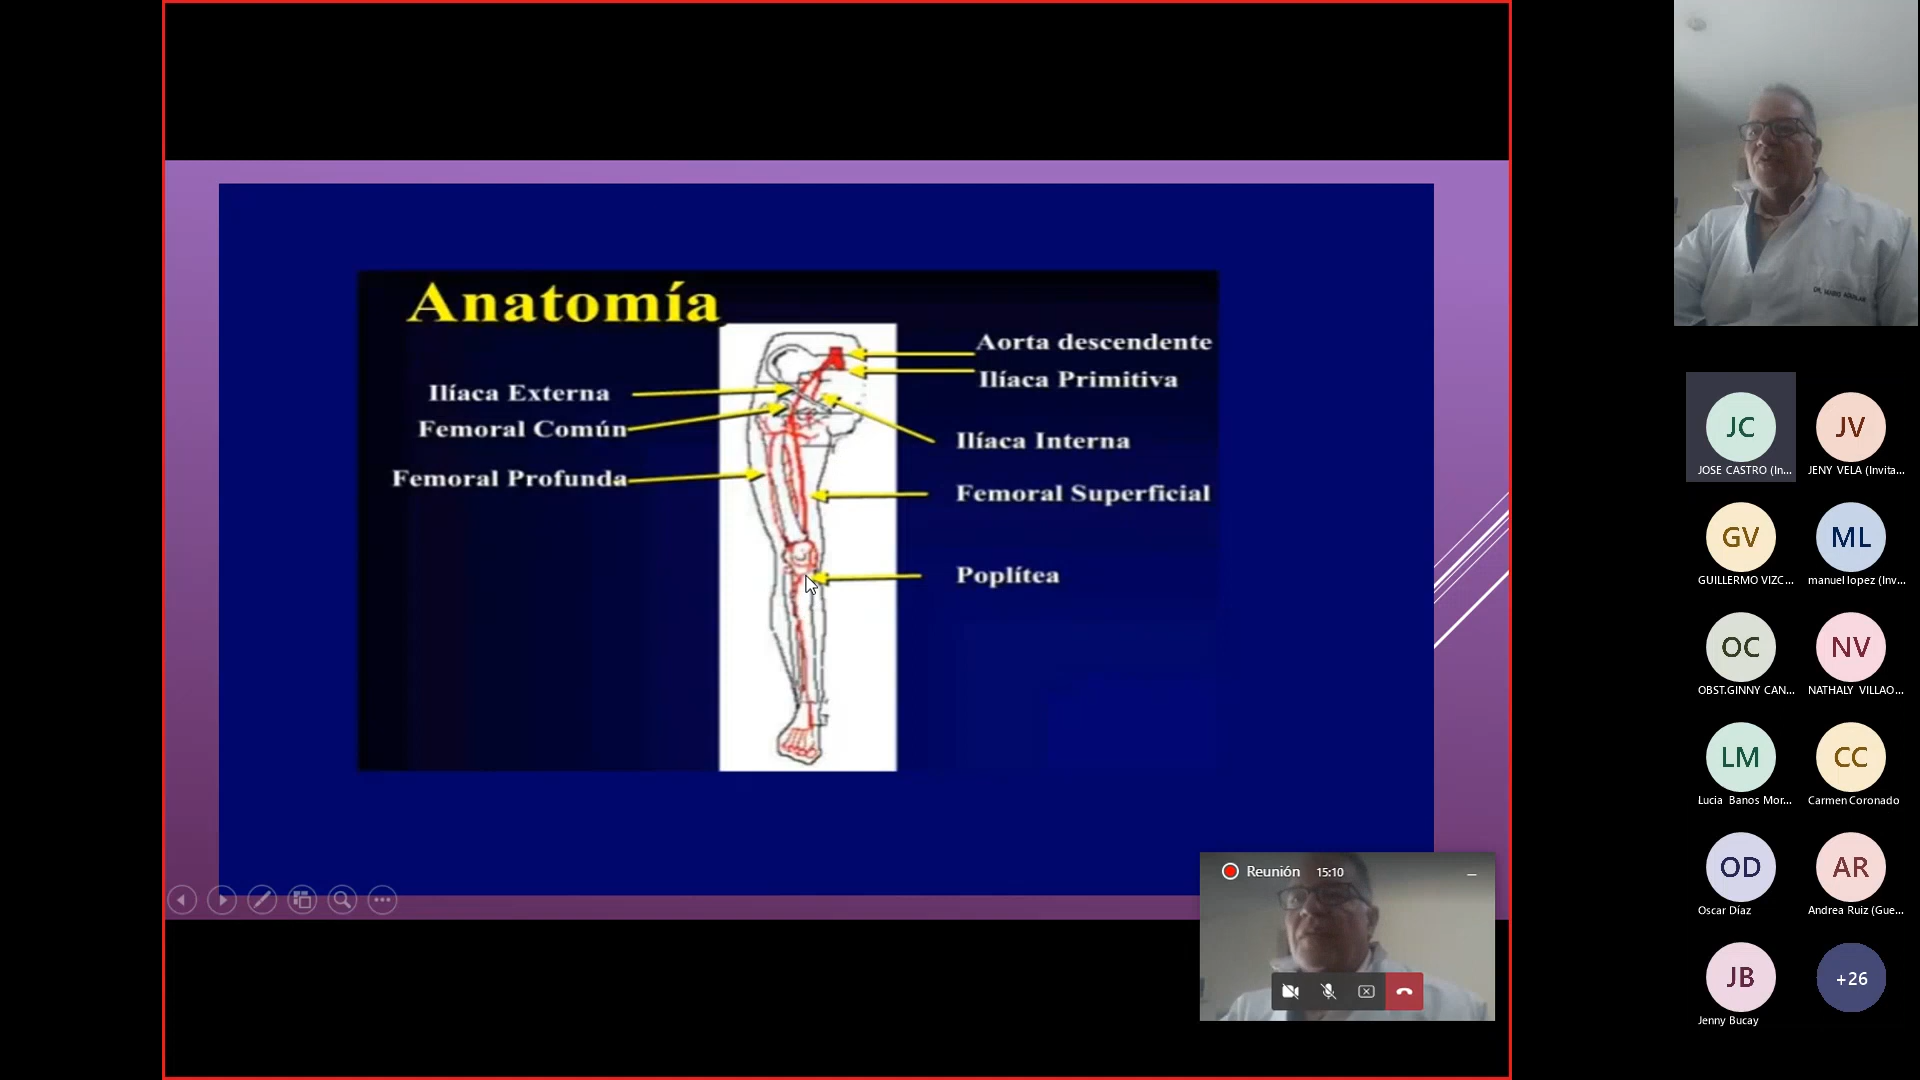 Anatomía
Aorta descendente
Ilíaca Primitiva
Ilíaca Externa
Femoral Común
Ilíaca Interna
Femoral Profunda
Femoral Superficial
Poplítea
Reunión 15:10
JC
JOSE CASTRO (In...
JV
JENY VELA (Invita...
GV
GUILLERMO VIZC...
ML
manuel lopez (Inv...
OC
OBST.GINNY CAN...
NV
NATHALY VILLAO...
LM
Lucia Banos Mor...
CC
Carmen Coronado
OD
Oscar Díaz
AR
Andrea Ruiz (Gue...
JB
Jenny Bucay
+26